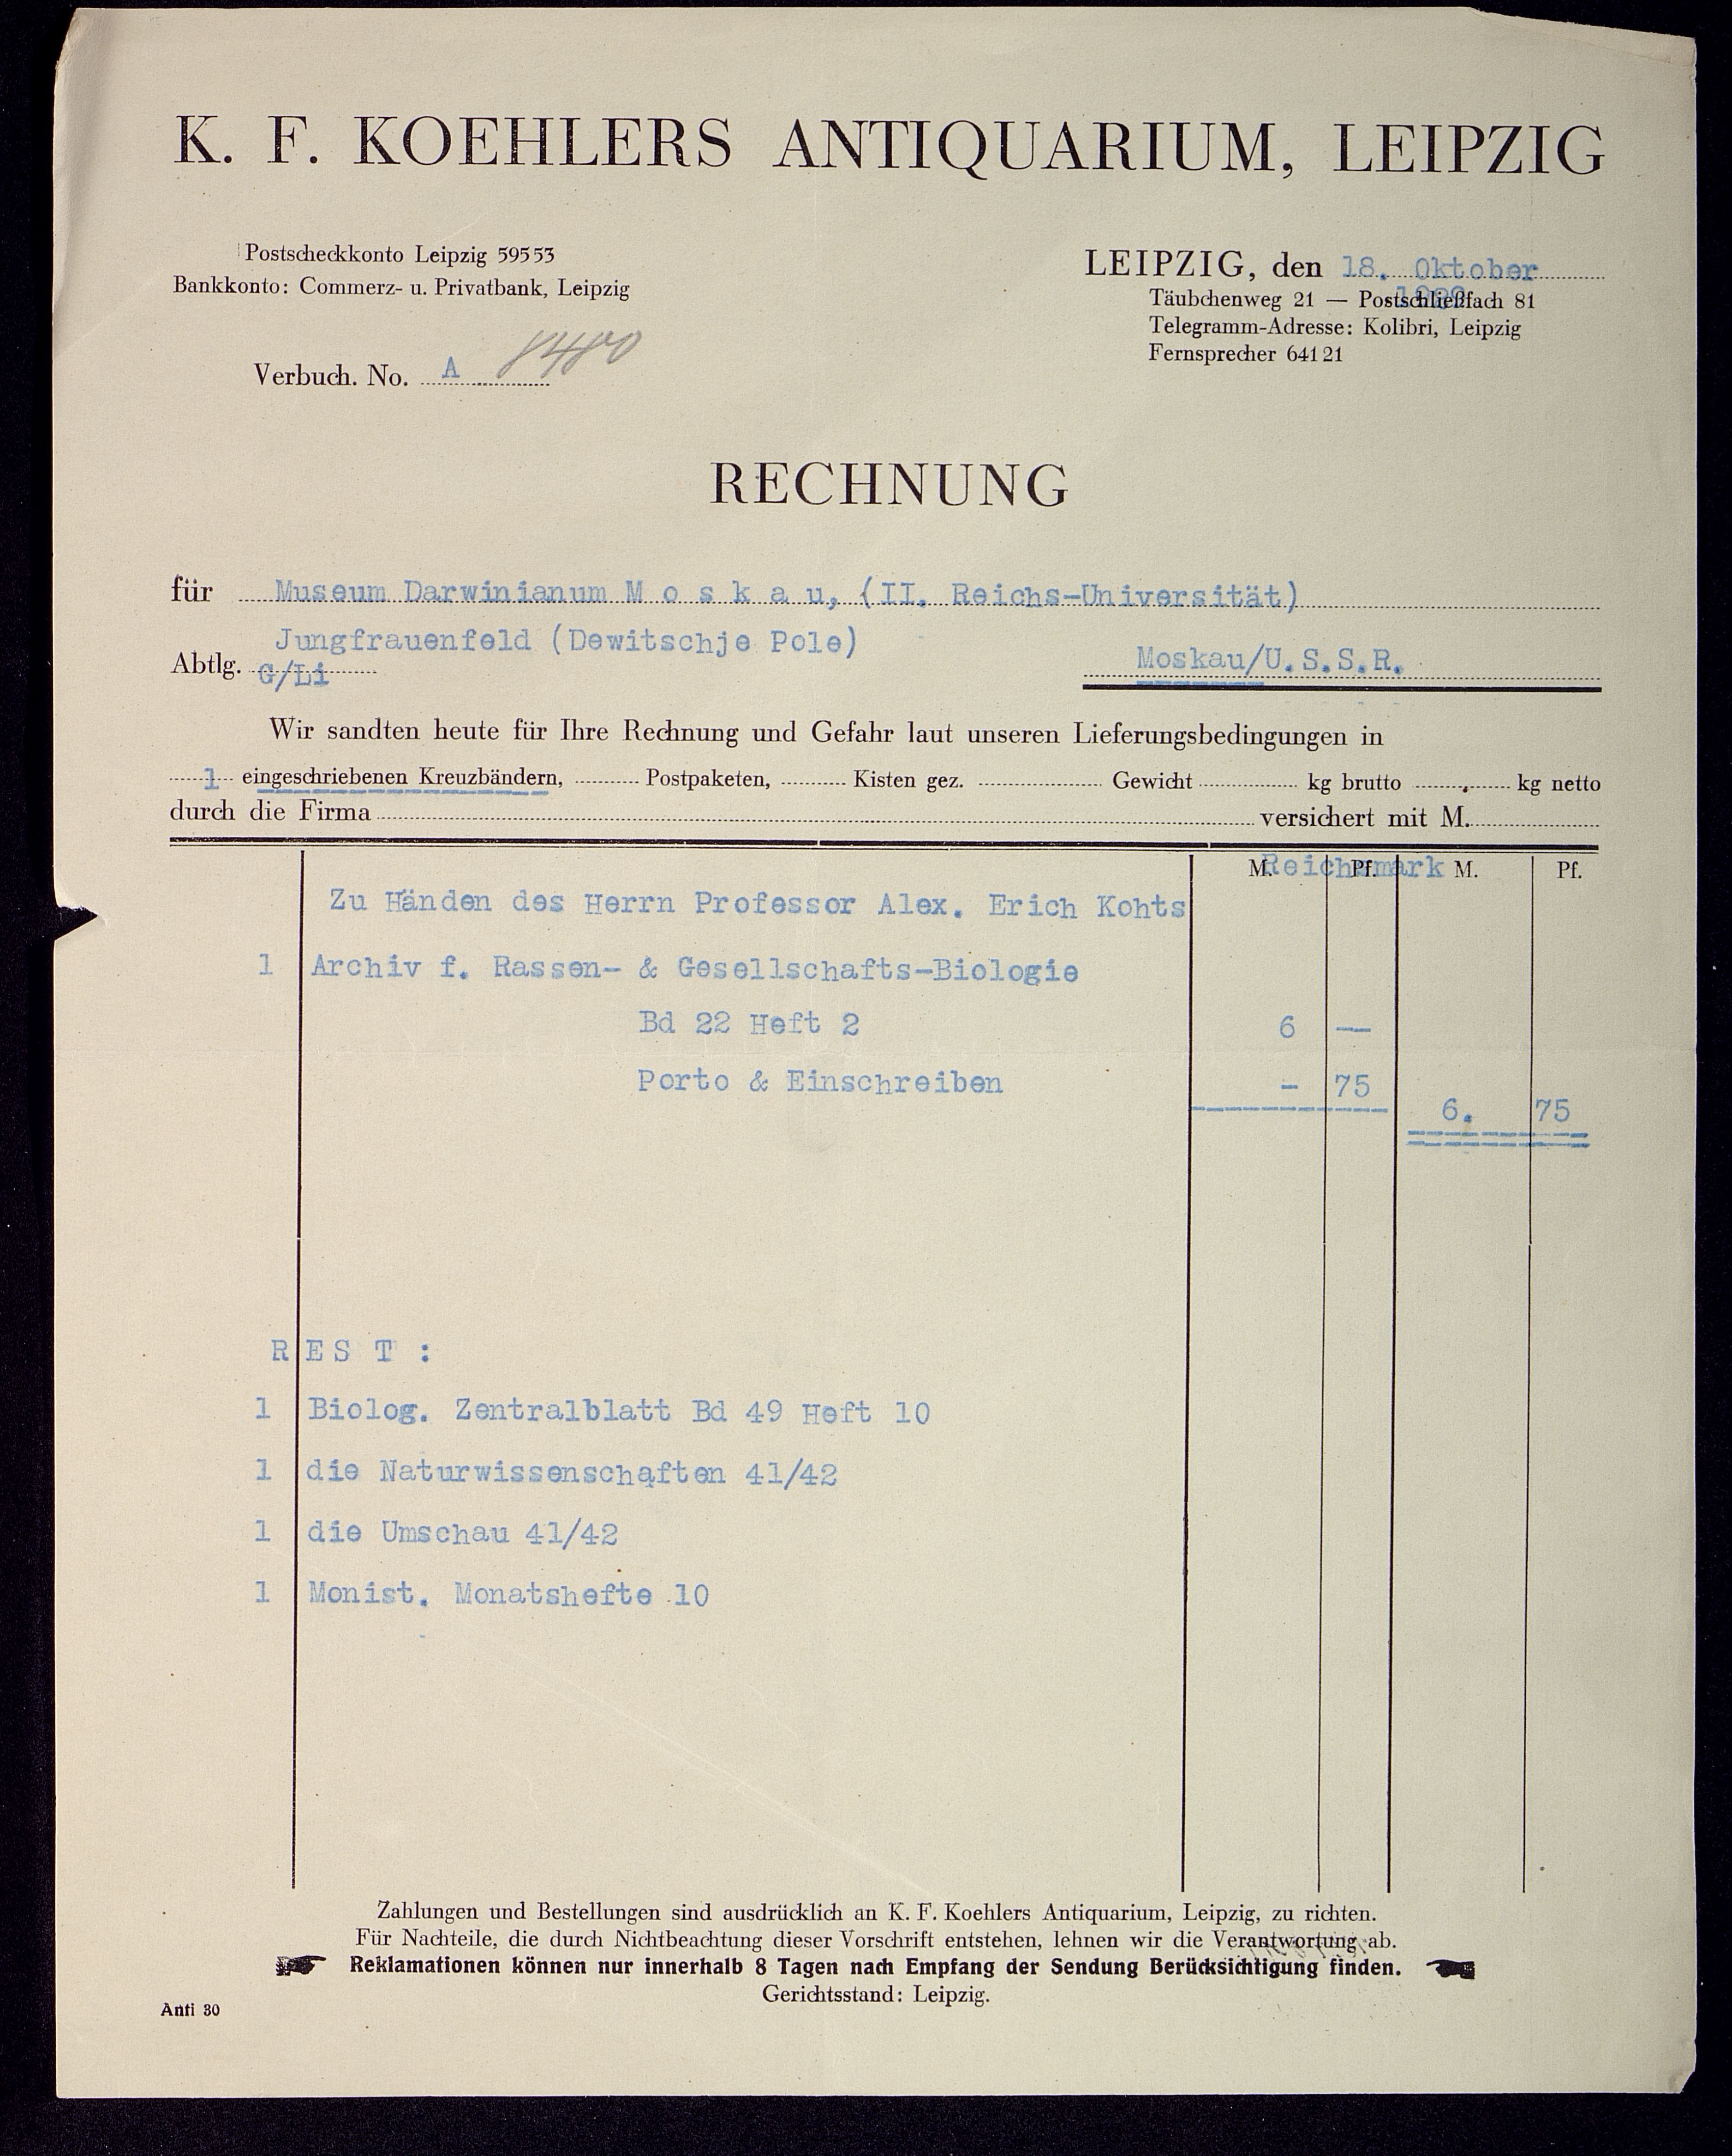 K. F. KOEHLERS ANTIQUARIUM, LEIPZIG
Postscheckkonto Leipzig 59553
Bankkonto: Commerz- u. Privatbank, Leipzig
Verbuch. No. A 8480
LEIPZIG, den 18. Oktober
Täubchenweg 21 — Postschließfach 81
Telegramm-Adresse: Kolibri, Leipzig
Fernsprecher 64121
RECHNUNG
für Museum Darwinianum M o s k a u, (II. Reichs-Universität)
Jungfrauenfeld (Dewitschje Pole)
Abtlg. G/Li
Moskau/U.S.S.R.
Wir sandten heute für Ihre Rechnung und Gefahr laut unseren Lieferungsbedingungen in
1 eingeschriebenen Kreuzbändern, Postpaketen, Kisten gez. Gewicht kg brutto kg netto
durch die Firma versichert mit M.
M. Pf. M. Pf.
Reichsmark
Zu Händen des Herrn Professor Alex. Erich Kohts
1 Archiv f. Rassen- & Gesellschafts-Biologie
Bd 22 Heft 2 6 —
Porto & Einschreiben - 75
6. 75
R E S T :
1 Biolog. Zentralblatt Bd 49 Heft 10
1 die Naturwissenschaften 41/42
1 die Umschau 41/42
1 Monist. Monatshefte 10
Zahlungen und Bestellungen sind ausdrücklich an K. F. Koehlers Antiquarium, Leipzig, zu richten.
Für Nachteile, die durch Nichtbeachtung dieser Vorschrift entstehen, lehnen wir die Verantwortung ab.
Reklamationen können nur innerhalb 8 Tagen nach Empfang der Sendung Berücksichtigung finden.
Gerichtsstand: Leipzig.
Anti 30